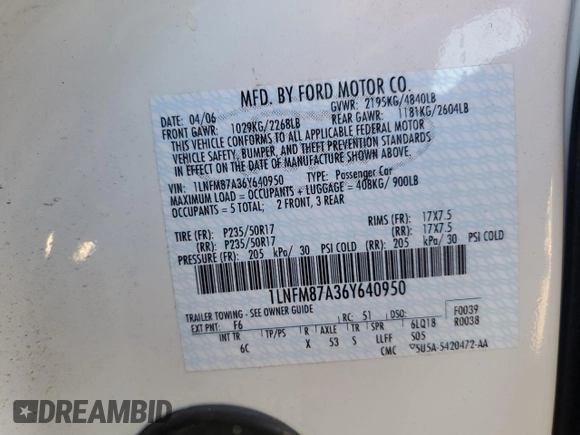 MFD. BY FORD MOTOR CO.
DATE: 04/06 GVWR: 2195KG/4840LB
FRONT GAWR: 1029KG/2268LB REAR GAWR: 1181KG/2604LB
THIS VEHICLE CONFORMS TO ALL APPLICABLE FEDERAL MOTOR
VEHICLE SAFETY, BUMPER, AND THEFT PREVENTION STANDARDS
IN EFFECT ON THE DATE OF MANUFACTURE SHOWN ABOVE.
VIN: 1LNFM87A36Y640950 TYPE: Passenger Car
MAXIMUM LOAD = OCCUPANTS + LUGGAGE = 408KG/ 900LB
OCCUPANTS = 5 TOTAL; 2 FRONT, 3 REAR
TIRE (FR): P235/50R17 RIMS (FR): 17X7.5
(RR): P235/50R17 (RR): 17X7.5
PRESSURE (FR): 205 kPa/ 30 PSI COLD (RR): 205 kPa/ 30 PSI COLD
1LNFM87A36Y640950
TRAILER TOWING - SEE OWNER GUIDE
EXT PNT: F6 RC: 51 DSO: F0039
INT TR TP/PS R AXLE TR SPR 6LQ18 R0038
6C X 53 S LLFF S05
CMC 5U5A-5420472-AA
DREAMBID